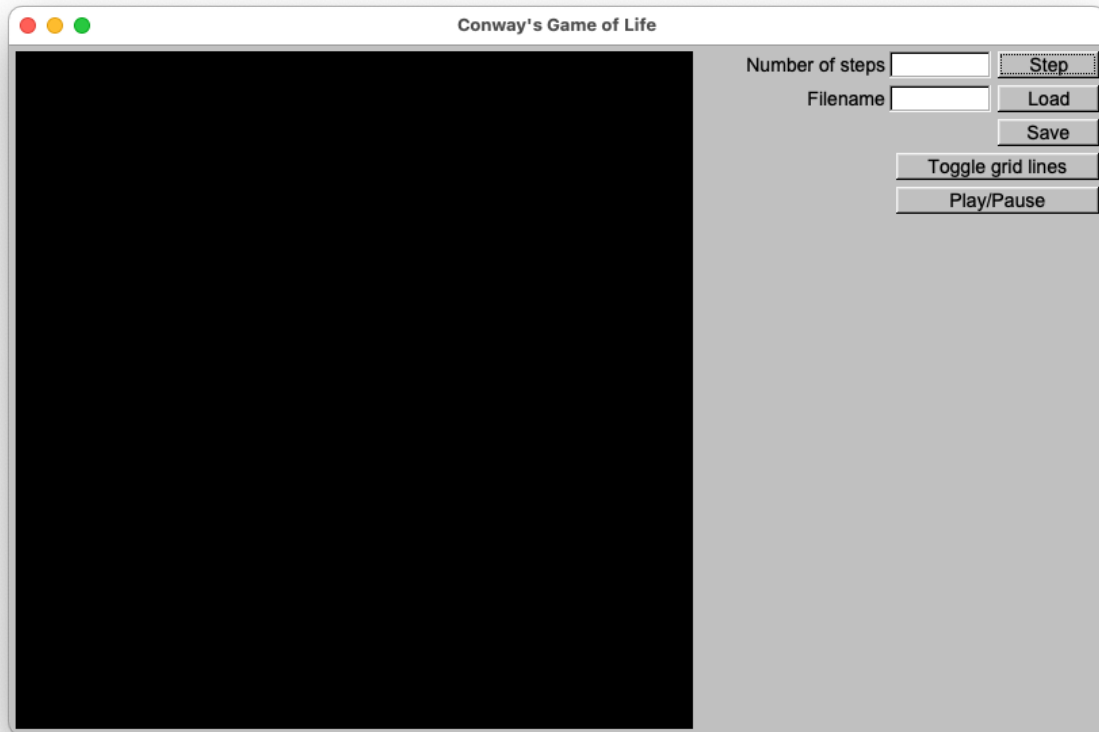 Conway's Game of Life
Number of steps Step
Filename Load
Save
Toggle grid lines
Play/Pause